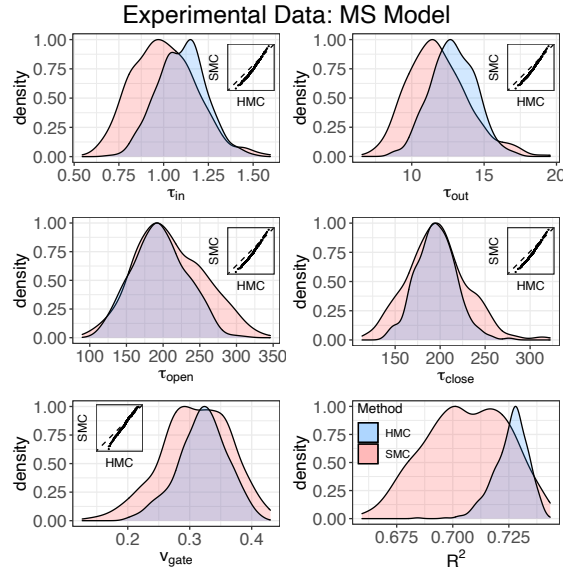 Experimental Data: MS Model
density
1.00
0.75
0.50
0.25
0.00
0.50 0.75 1.00 1.25 1.50
τin
SMC
HMC
density
1.00
0.75
0.50
0.25
0.00
10 15 20
τout
SMC
HMC
density
1.00
0.75
0.50
0.25
0.00
100 150 200 250 300 350
τopen
SMC
HMC
density
1.00
0.75
0.50
0.25
0.00
150 200 250 300
τclose
SMC
HMC
density
1.00
0.75
0.50
0.25
0.00
0.2 0.3 0.4
vgate
SMC
HMC
density
1.00
0.75
0.50
0.25
0.00
0.675 0.700 0.725
R²
Method
HMC
SMC